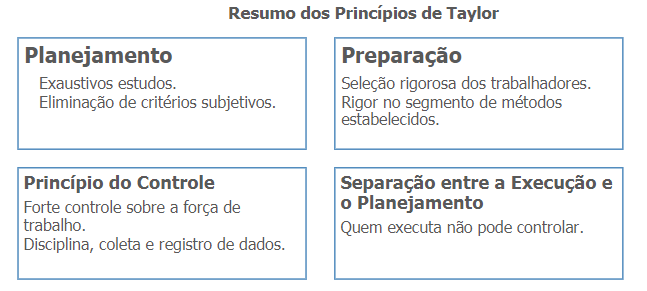 Resumo dos Princípios de Taylor
Planejamento
Exaustivos estudos.
Eliminação de critérios subjetivos.
Preparação
Seleção rigorosa dos trabalhadores.
Rigor no segmento de métodos
estabelecidos.
Princípio do Controle
Forte controle sobre a força de
trabalho.
Disciplina, coleta e registro de dados.
Separação entre a Execução e
o Planejamento
Quem executa não pode controlar.